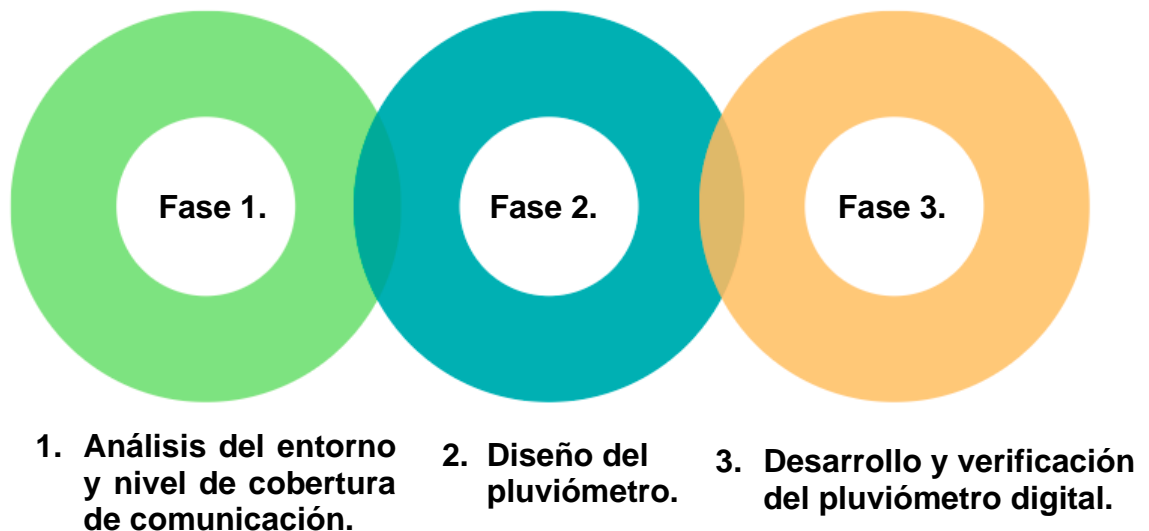 Fase 1.
Fase 2.
Fase 3.
1. Análisis del entorno
y nivel de cobertura
de comunicación.
2. Diseño del
pluviómetro.
3. Desarrollo y verificación
del pluviómetro digital.